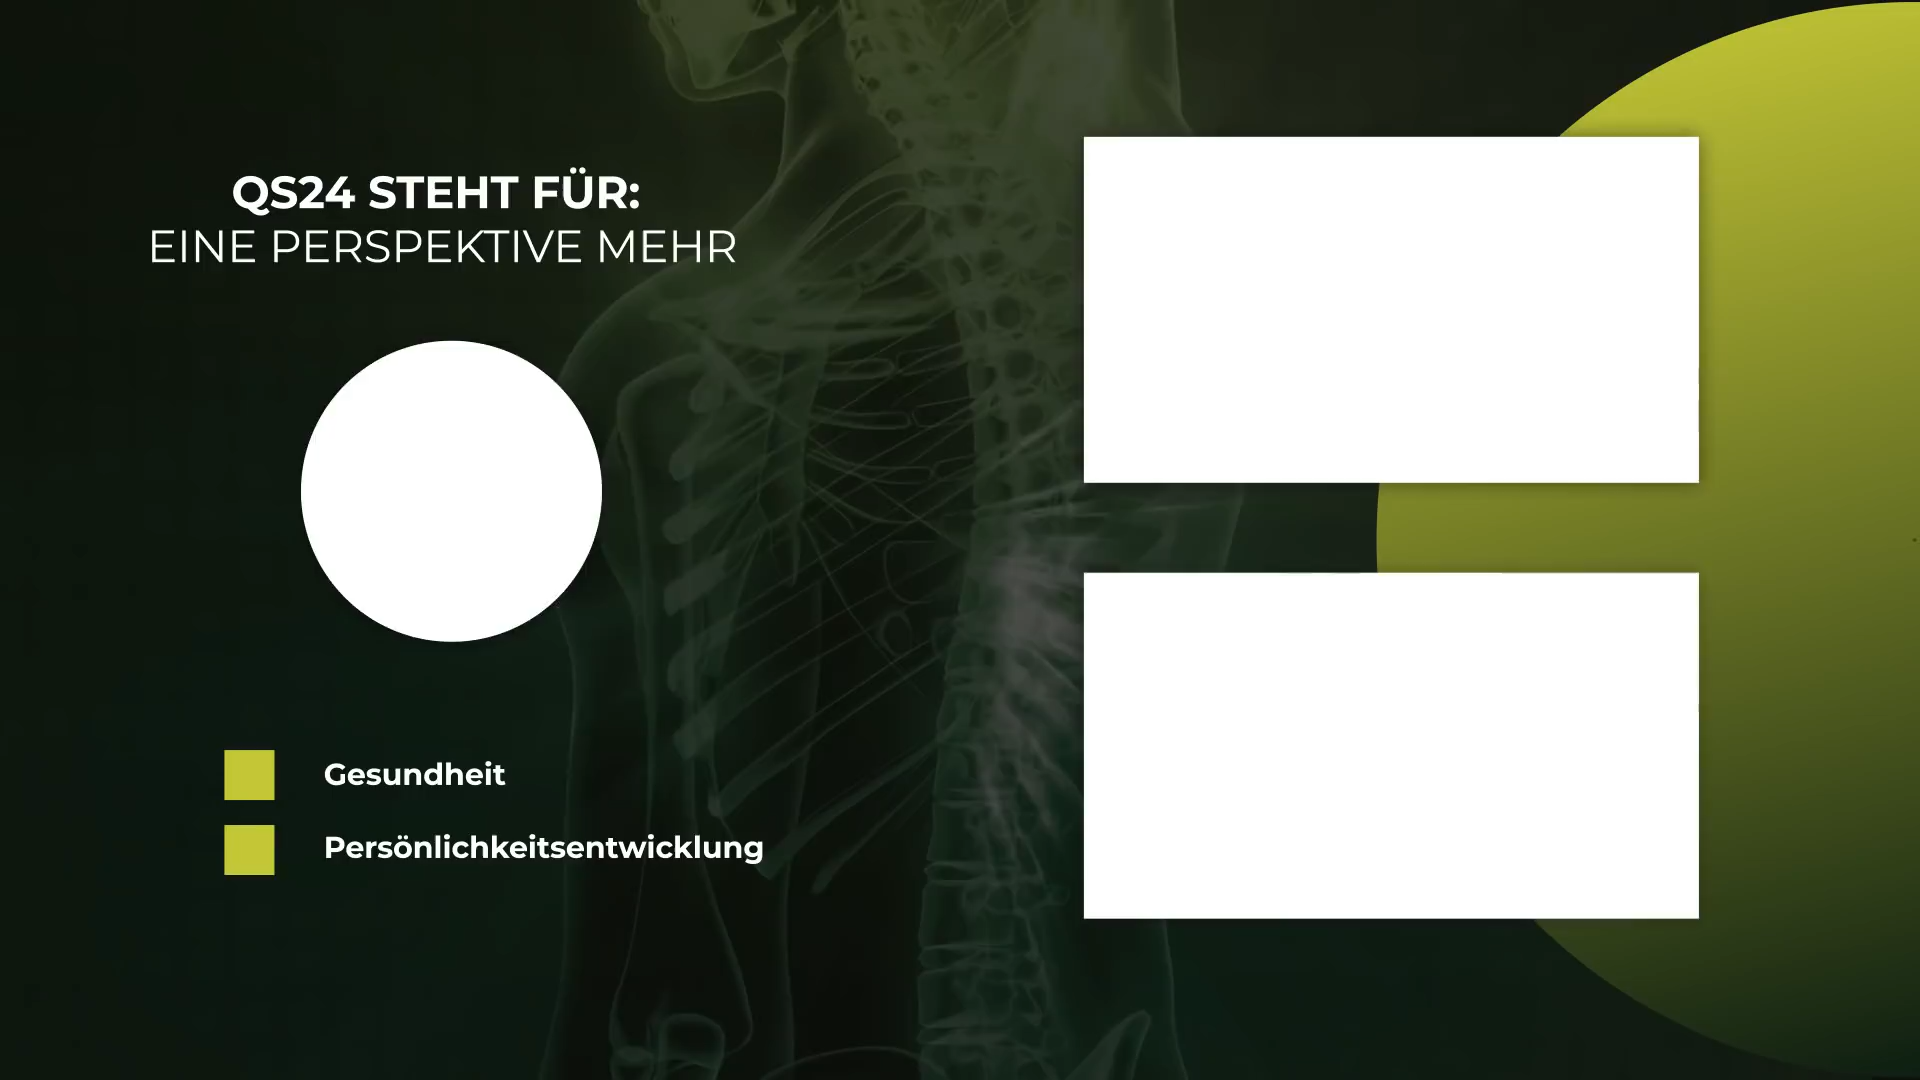 QS24 STEHT FÜR:
EINE PERSPEKTIVE MEHR
Gesundheit
Persönlichkeitsentwicklung